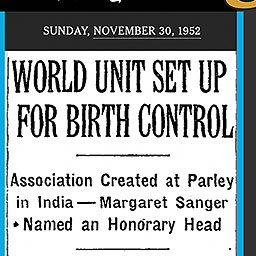 SUNDAY, NOVEMBER 30, 1952
WORLD UNIT SET UP
FOR BIRTH CONTROL
Association Created at Parley
in India — Margaret Sanger
Named an Honorary Head